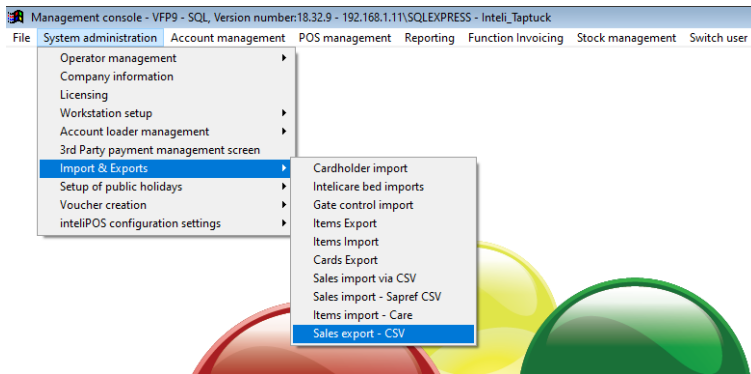 Management console - VFP9 - SQL, Version number:18.32.9 - 192.168.1.11\SQLEXPRESS - Inteli_Taptuck
File System administration Account management POS management Reporting Function Invoicing Stock management Switch user
Operator management
Company information
Licensing
Workstation setup
Account loader management
3rd Party payment management screen
Import & Exports
Setup of public holidays
Voucher creation
inteliPOS configuration settings
Cardholder import
Intelicare bed imports
Gate control import
Items Export
Items Import
Cards Export
Sales import via CSV
Sales import - Sapref CSV
Items import - Care
Sales export - CSV